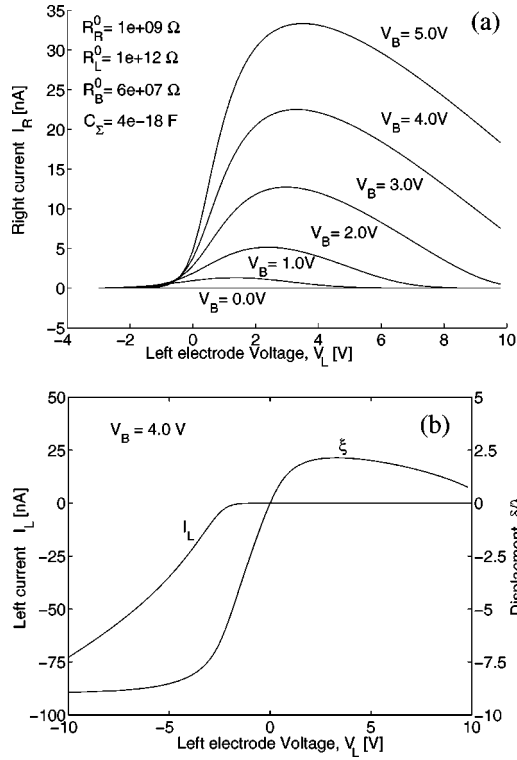 (a)
R_R^0 = 1e+09 Ω
R_L^0 = 1e+12 Ω
R_B^0 = 6e+07 Ω
C_Σ = 4e−18 F
V_B = 5.0V
V_B = 4.0V
V_B = 3.0V
V_B = 2.0V
V_B = 1.0V
V_B = 0.0V
Right current I_R [nA]
35
30
25
20
15
10
5
0
−5
−4 −2 0 2 4 6 8 10
Left electrode Voltage, V_L [V]
(b)
V_B = 4.0 V
ξ
I_L
Left current I_L [nA]
50
25
0
−25
−50
−75
−100
5
2.5
0
−2.5
−5
−7.5
−10
−10 −5 0 5 10
Left electrode Voltage, V_L [V]
Displacement,